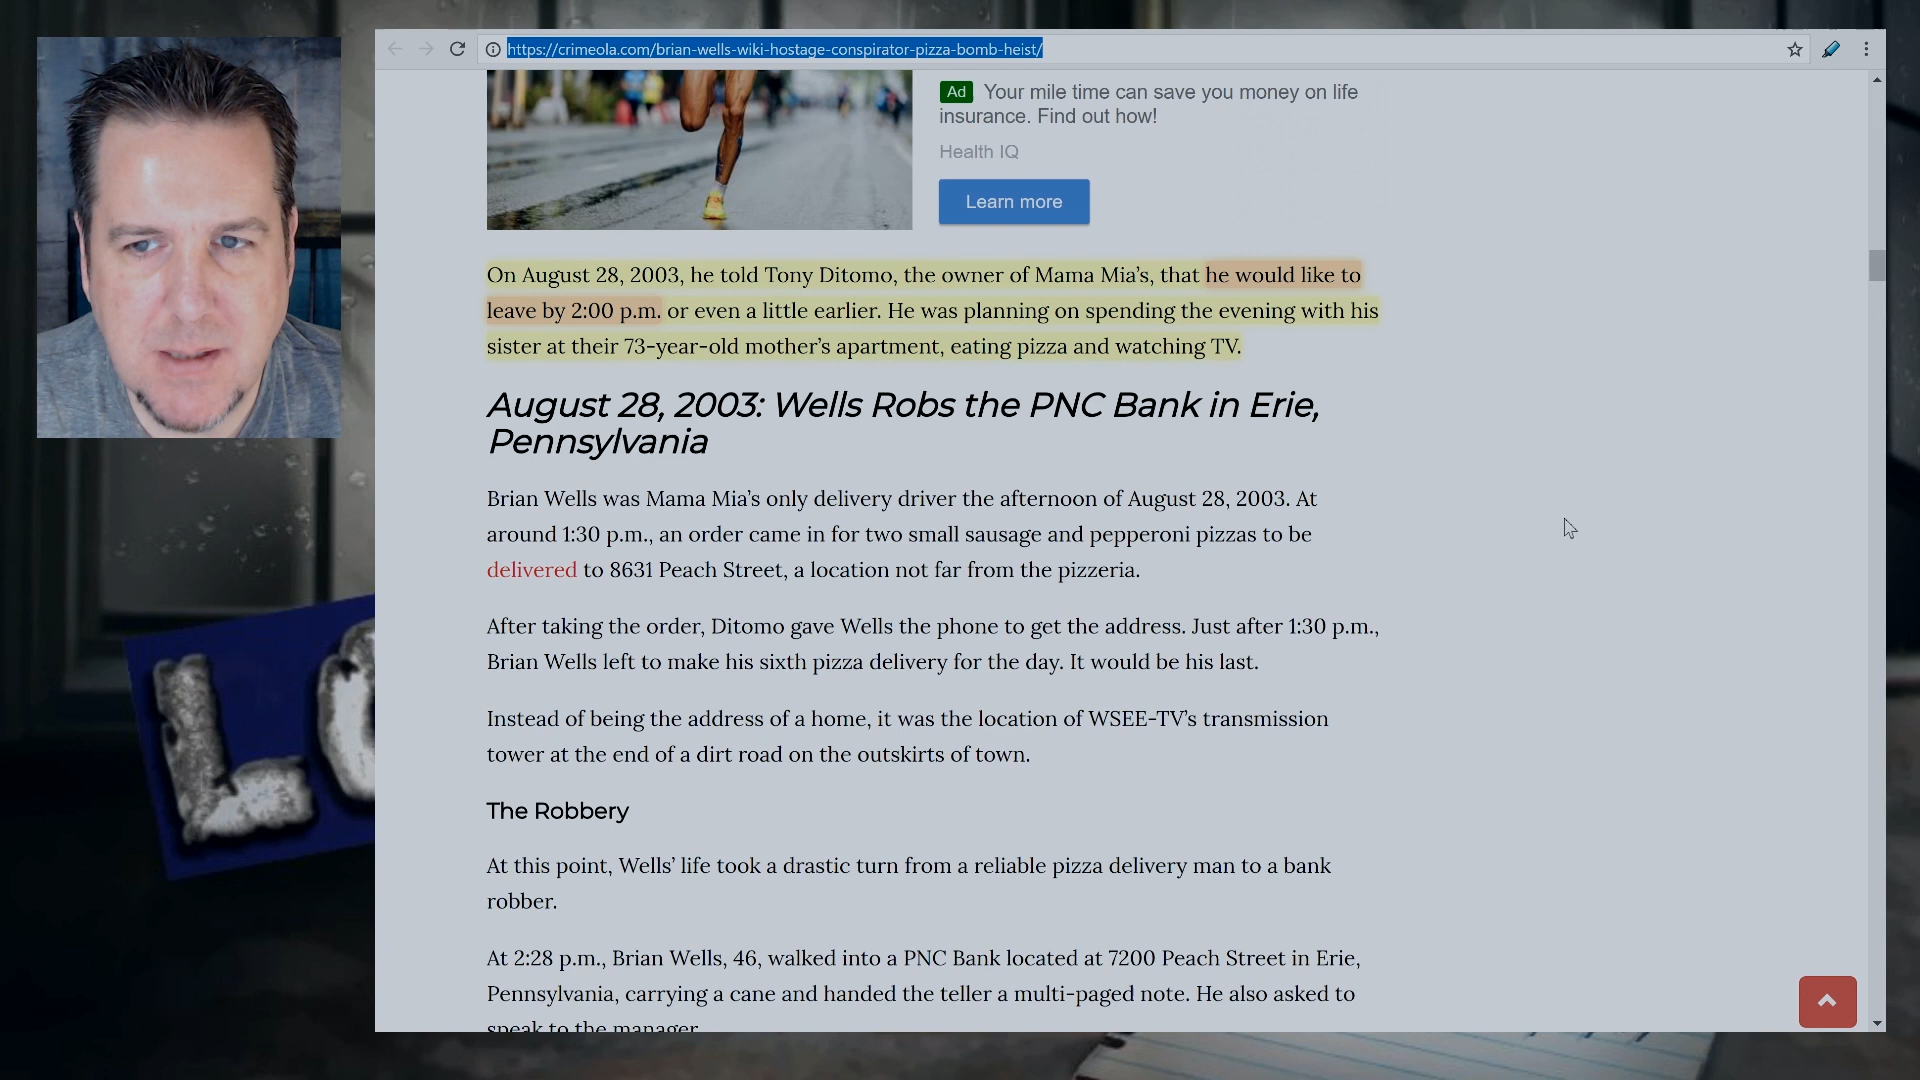 https://crimeola.com/brian-wells-wiki-hostage-conspirator-pizza-bomb-heist/
Ad Your mile time can save you money on life
insurance. Find out how!
Health IQ
Learn more
On August 28, 2003, he told Tony Ditomo, the owner of Mama Mia’s, that he would like to
leave by 2:00 p.m. or even a little earlier. He was planning on spending the evening with his
sister at their 73-year-old mother’s apartment, eating pizza and watching TV.
August 28, 2003: Wells Robs the PNC Bank in Erie,
Pennsylvania
Brian Wells was Mama Mia’s only delivery driver the afternoon of August 28, 2003. At
around 1:30 p.m., an order came in for two small sausage and pepperoni pizzas to be
delivered to 8631 Peach Street, a location not far from the pizzeria.
After taking the order, Ditomo gave Wells the phone to get the address. Just after 1:30 p.m.,
Brian Wells left to make his sixth pizza delivery for the day. It would be his last.
Instead of being the address of a home, it was the location of WSEE-TV’s transmission
tower at the end of a dirt road on the outskirts of town.
The Robbery
At this point, Wells’ life took a drastic turn from a reliable pizza delivery man to a bank
robber.
At 2:28 p.m., Brian Wells, 46, walked into a PNC Bank located at 7200 Peach Street in Erie,
Pennsylvania, carrying a cane and handed the teller a multi-paged note. He also asked to
speak to the manager.
LO